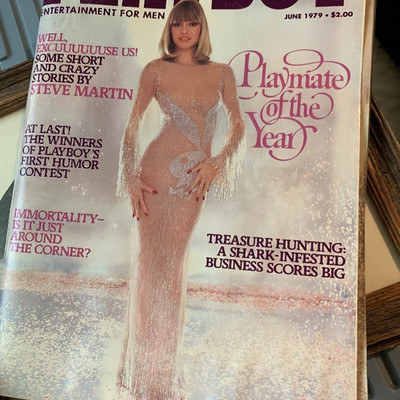 PLAYBOY
ENTERTAINMENT FOR MEN
JUNE 1979 • $2.00
WELL,
EXCUUUUUUSE US!
SOME SHORT
AND CRAZY
STORIES BY
STEVE MARTIN
Playmate
of the
Year
AT LAST!
THE WINNERS
OF PLAYBOY'S
FIRST HUMOR
CONTEST
IMMORTALITY–
IS IT JUST
AROUND
THE CORNER?
TREASURE HUNTING:
A SHARK-INFESTED
BUSINESS SCORES BIG